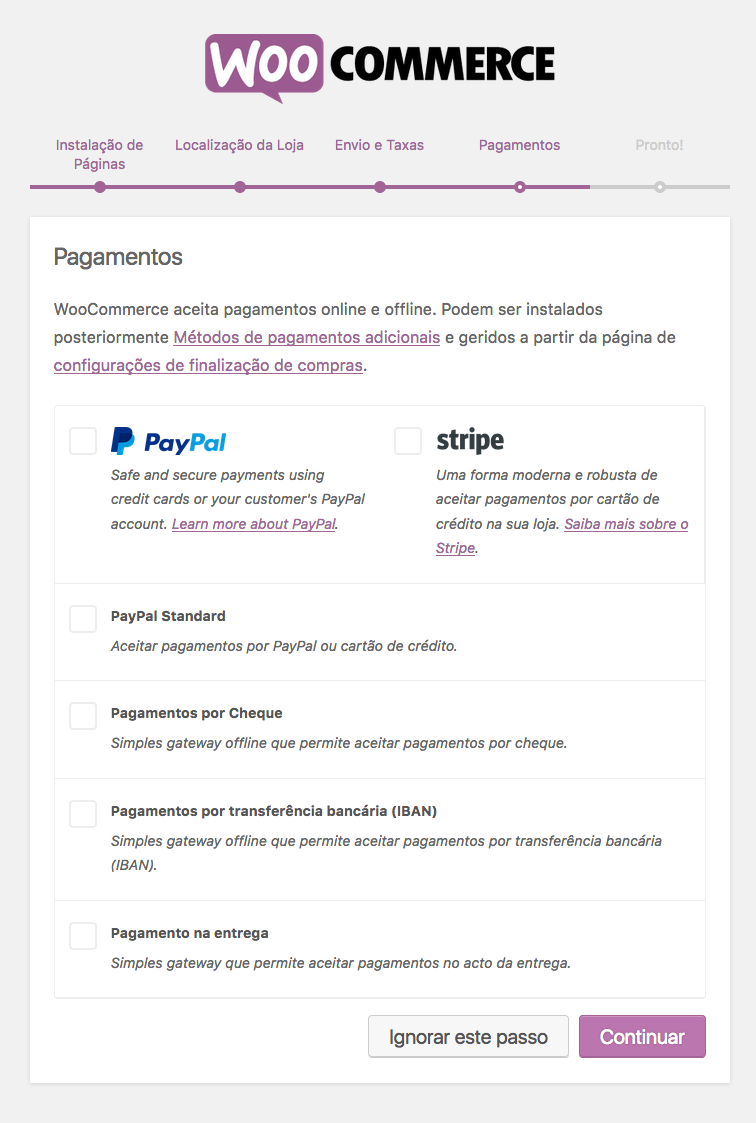 WOO COMMERCE
Instalação de
Páginas
Localização da Loja
Envio e Taxas
Pagamentos
Pronto!
Pagamentos
WooCommerce aceita pagamentos online e offline. Podem ser instalados
posteriormente Métodos de pagamentos adicionais e geridos a partir da página de
configurações de finalização de compras.
PayPal
Safe and secure payments using
credit cards or your customer's PayPal
account. Learn more about PayPal.
stripe
Uma forma moderna e robusta de
aceitar pagamentos por cartão de
crédito na sua loja. Saiba mais sobre o
Stripe.
PayPal Standard
Aceitar pagamentos por PayPal ou cartão de crédito.
Pagamentos por Cheque
Simples gateway offline que permite aceitar pagamentos por cheque.
Pagamentos por transferência bancária (IBAN)
Simples gateway offline que permite aceitar pagamentos por transferência bancária
(IBAN).
Pagamento na entrega
Simples gateway que permite aceitar pagamentos no acto da entrega.
Ignorar este passo
Continuar